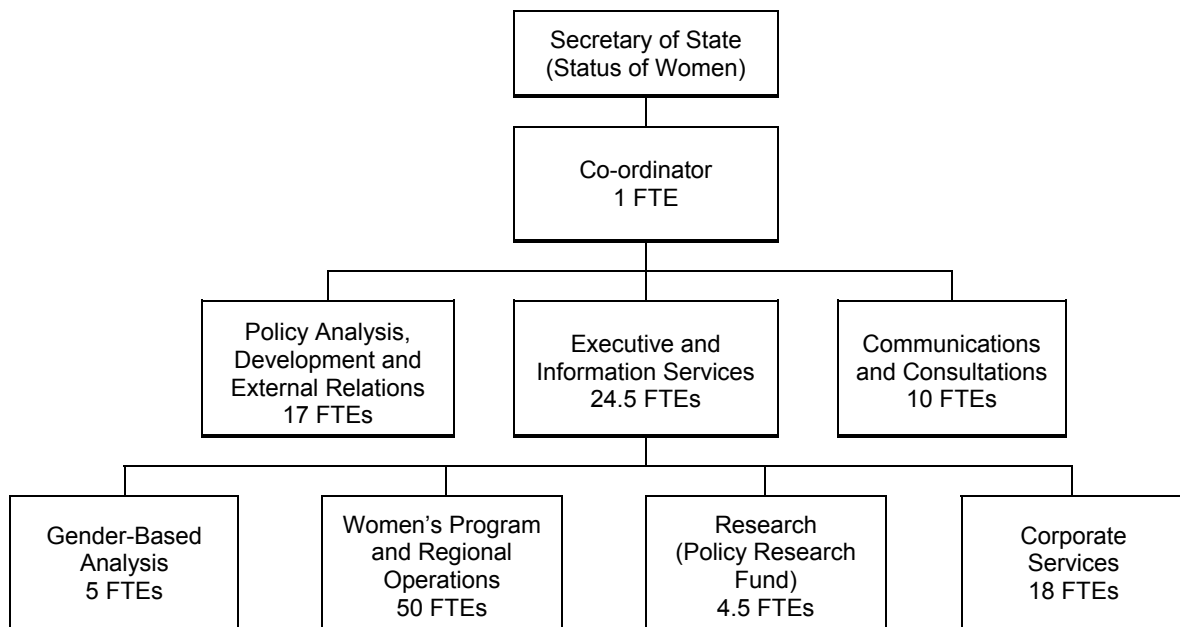 Secretary of State
(Status of Women)
Co-ordinator
1 FTE
Policy Analysis,
Development and
External Relations
17 FTEs
Executive and
Information Services
24.5 FTEs
Communications
and Consultations
10 FTEs
Gender-Based
Analysis
5 FTEs
Women’s Program
and Regional
Operations
50 FTEs
Research
(Policy Research
Fund)
4.5 FTEs
Corporate
Services
18 FTEs